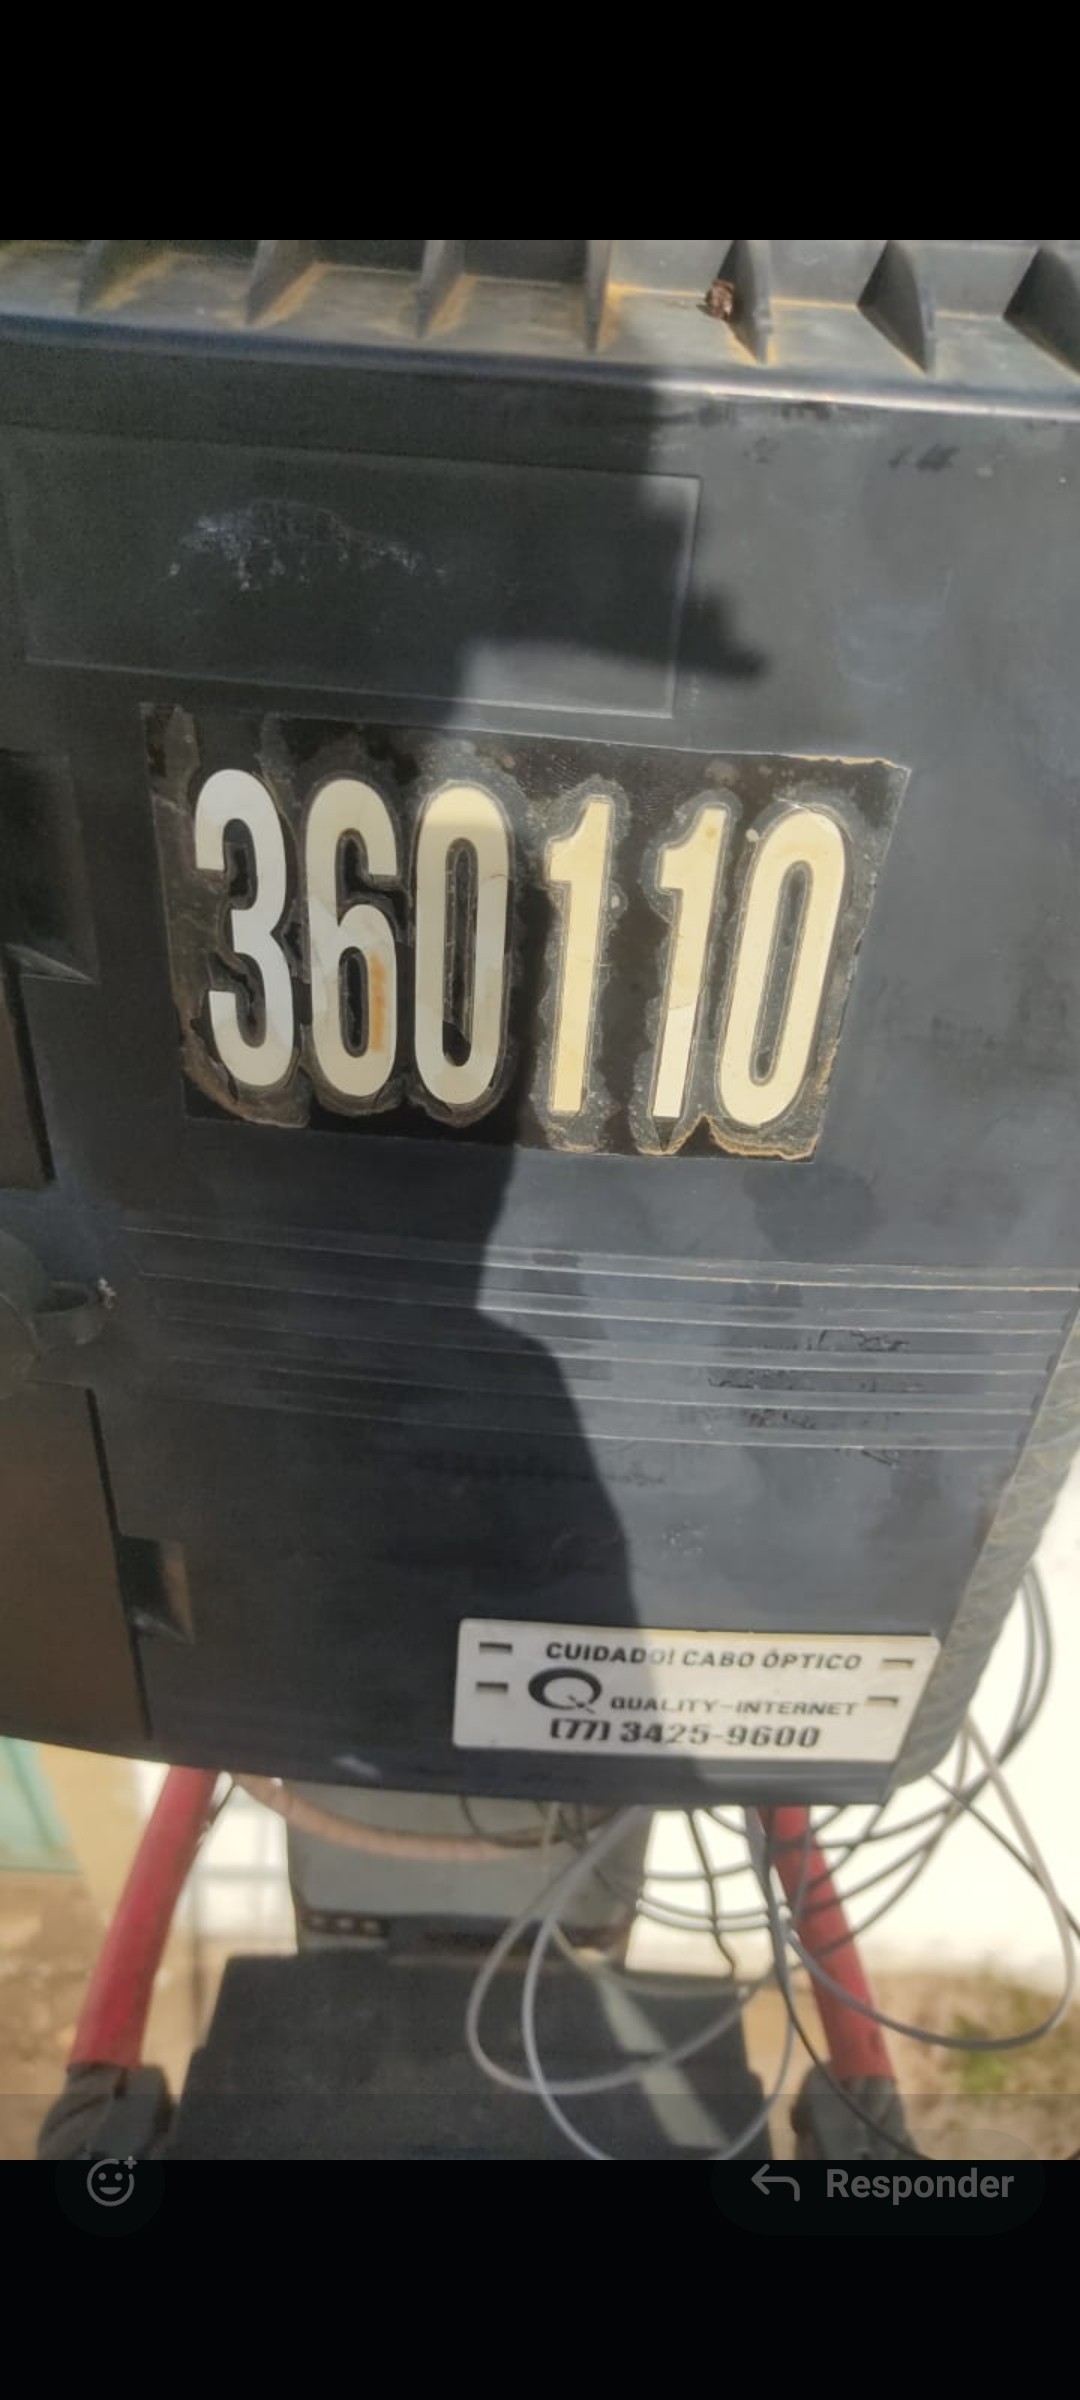 360110
CUIDADO! CABO ÓPTICO
QUALITY-INTERNET
(77) 3425-9600
Responder